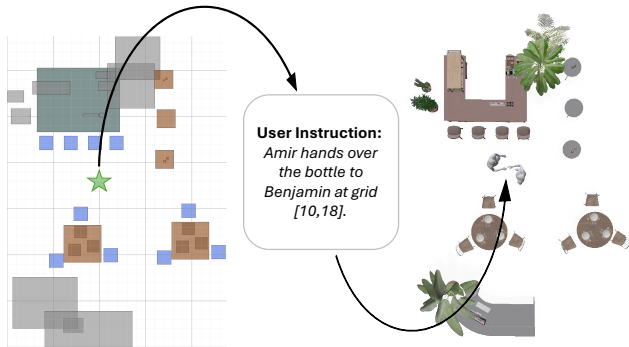 User Instruction:
Amir hands over
the bottle to
Benjamin at grid
[10,18].